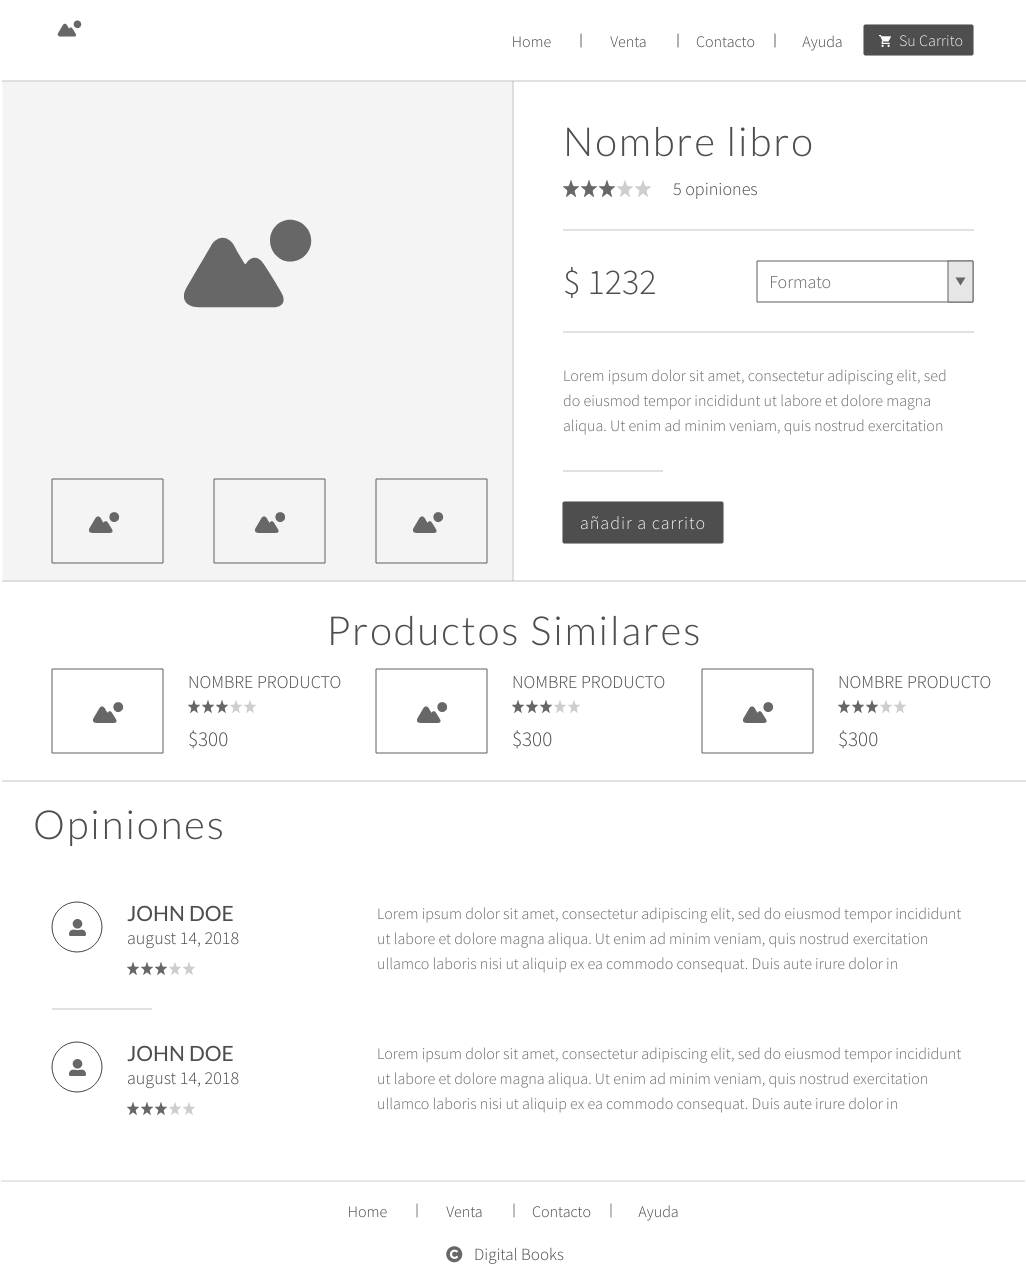 Home | Venta | Contacto | Ayuda Su Carrito
Nombre libro
5 opiniones
$ 1232
Formato
Lorem ipsum dolor sit amet, consectetur adipiscing elit, sed
do eiusmod tempor incididunt ut labore et dolore magna
aliqua. Ut enim ad minim veniam, quis nostrud exercitation
añadir a carrito
Productos Similares
NOMBRE PRODUCTO
$300
NOMBRE PRODUCTO
$300
NOMBRE PRODUCTO
$300
Opiniones
JOHN DOE
august 14, 2018
Lorem ipsum dolor sit amet, consectetur adipiscing elit, sed do eiusmod tempor incididunt
ut labore et dolore magna aliqua. Ut enim ad minim veniam, quis nostrud exercitation
ullamco laboris nisi ut aliquip ex ea commodo consequat. Duis aute irure dolor in
JOHN DOE
august 14, 2018
Lorem ipsum dolor sit amet, consectetur adipiscing elit, sed do eiusmod tempor incididunt
ut labore et dolore magna aliqua. Ut enim ad minim veniam, quis nostrud exercitation
ullamco laboris nisi ut aliquip ex ea commodo consequat. Duis aute irure dolor in
Home | Venta | Contacto | Ayuda
© Digital Books